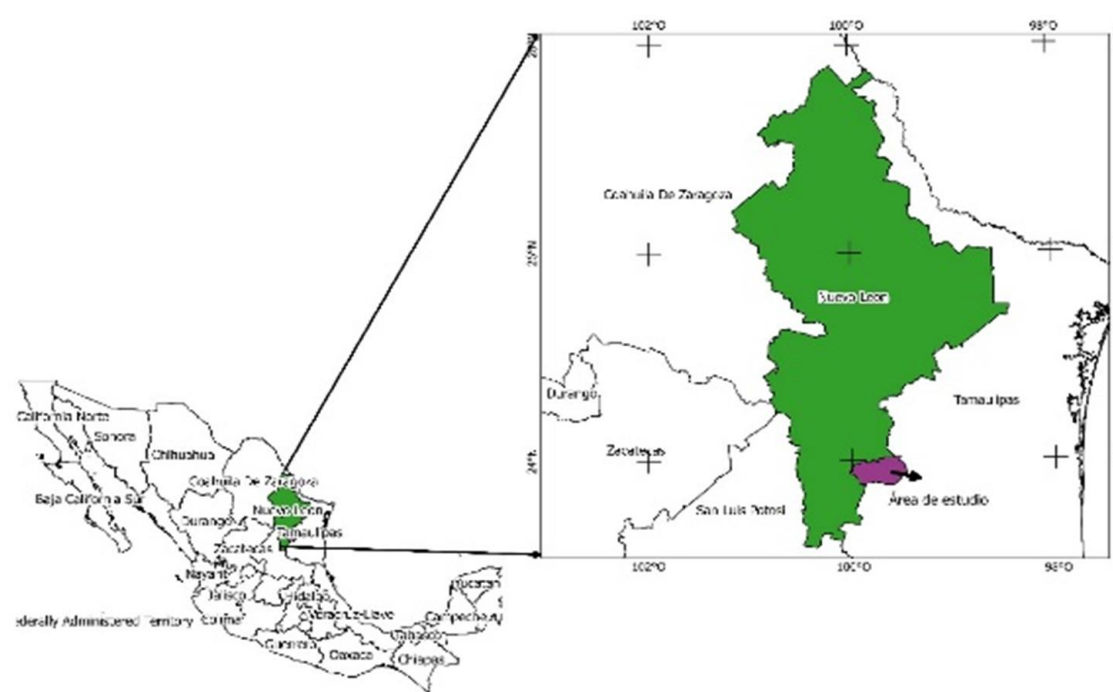 102°O 100°O 98°O
Coahuila De Zaragoza
Nuevo Leon
Durango
Tamaulipas
Zacatecas
24°N
Área de estudio
San Luis Potosi
102°O 100°O 98°O
California Norte
Sonora
Chihuahua
Coahuila De Zaragoza
Baja California Sur
Nuevo Leon
Durango
Tamaulipas
Zacatecas
Nayarit
Jalisco
Hidalgo
Yucatan
ederally Administered Territory
Colima
Veracruz-Llave
Campeche
Tabasco
Guerrero
Oaxaca
Chiapas